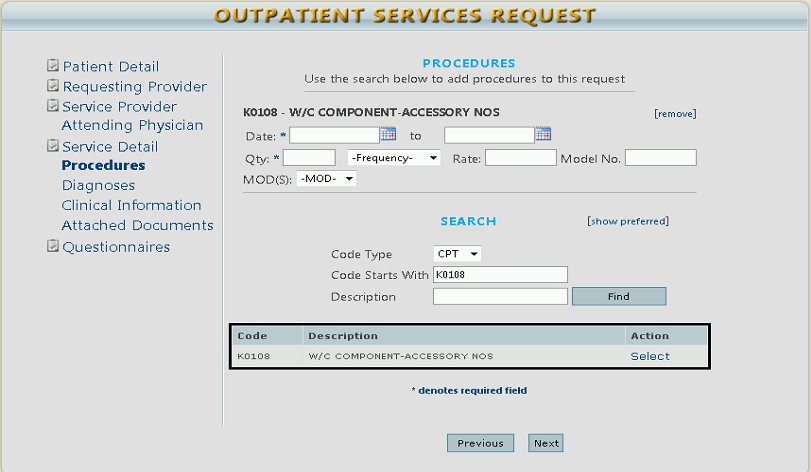 OUTPATIENT SERVICES REQUEST
Patient Detail
Requesting Provider
Service Provider
Attending Physician
Service Detail
Procedures
Diagnoses
Clinical Information
Attached Documents
Questionnaires
PROCEDURES
Use the search below to add procedures to this request
K0108 - W/C COMPONENT-ACCESSORY NOS [remove]
Date: * to
Qty: * -Frequency- Rate: Model No.
MOD(S): -MOD-
SEARCH [show preferred]
Code Type CPT
Code Starts With K0108
Description Find
Code Description Action
K0108 W/C COMPONENT-ACCESSORY NOS Select
* denotes required field
Previous Next